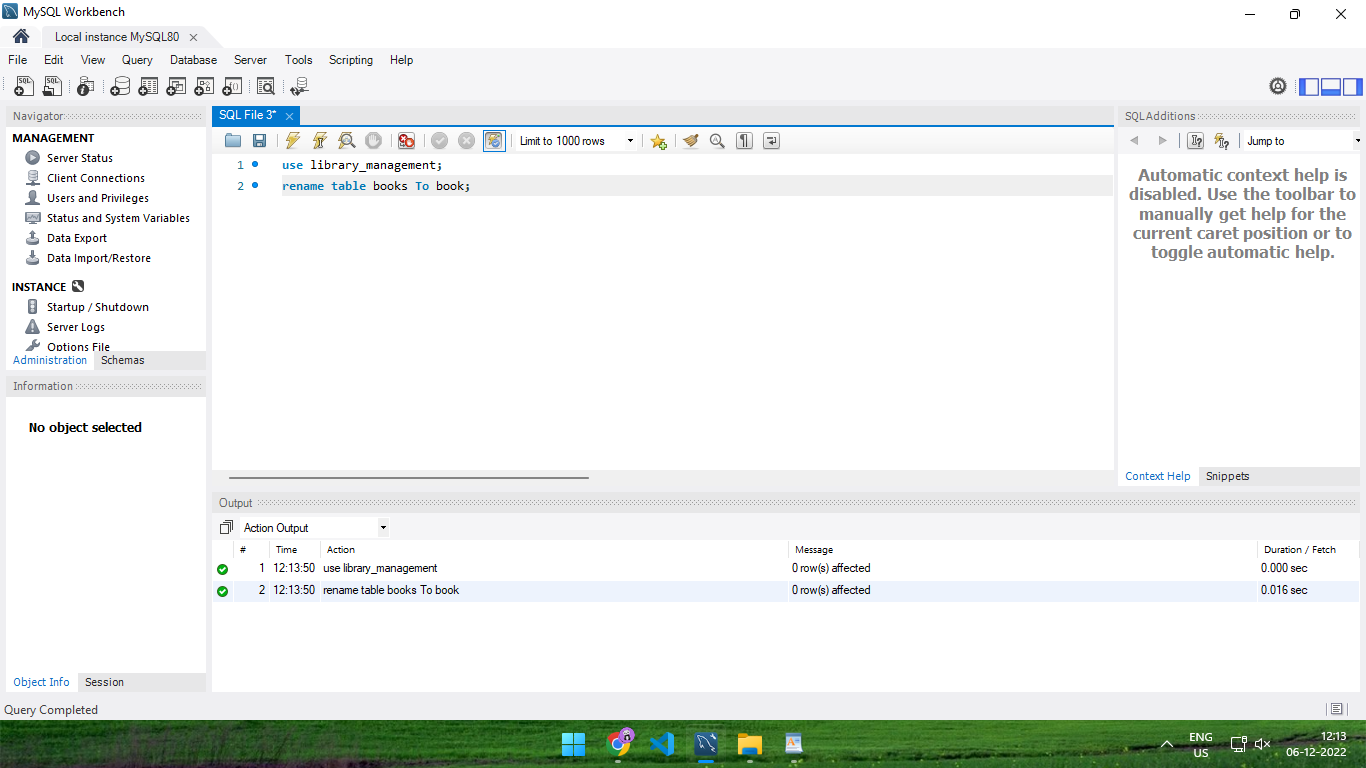 MySQL Workbench
Local instance MySQL80
File Edit View Query Database Server Tools Scripting Help
Navigator
MANAGEMENT
Server Status
Client Connections
Users and Privileges
Status and System Variables
Data Export
Data Import/Restore
INSTANCE
Startup / Shutdown
Server Logs
Options File
Administration Schemas
Information
No object selected
Object Info Session
SQL File 3*
Limit to 1000 rows
1 use library_management;
2 rename table books To book;
SQLAdditions
Jump to
Automatic context help is
disabled. Use the toolbar to
manually get help for the
current caret position or to
toggle automatic help.
Context Help Snippets
Output
Action Output
# Time Action Message Duration / Fetch
1 12:13:50 use library_management 0 row(s) affected 0.000 sec
2 12:13:50 rename table books To book 0 row(s) affected 0.016 sec
Query Completed
ENG
US
12:13
06-12-2022